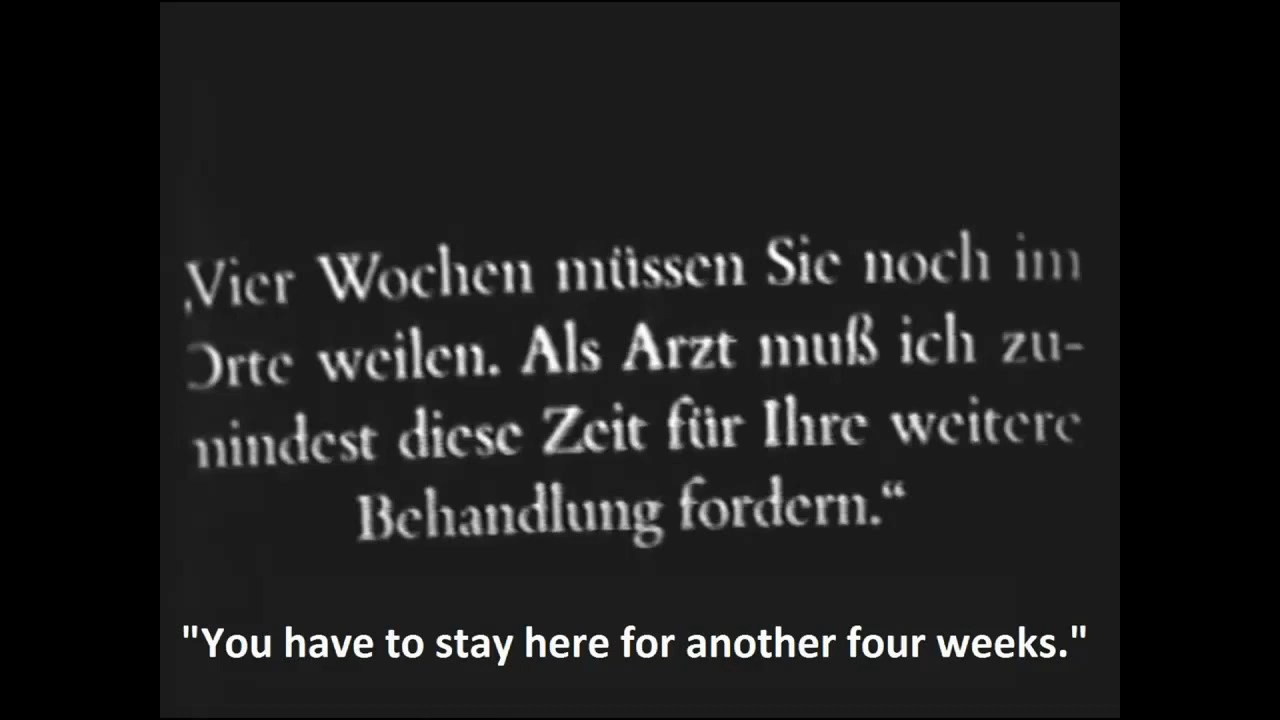 „Vier Wochen müssen Sie noch im
Orte weilen. Als Arzt muß ich zu-
mindest diese Zeit für Ihre weitere
Behandlung fordern.“
"You have to stay here for another four weeks."